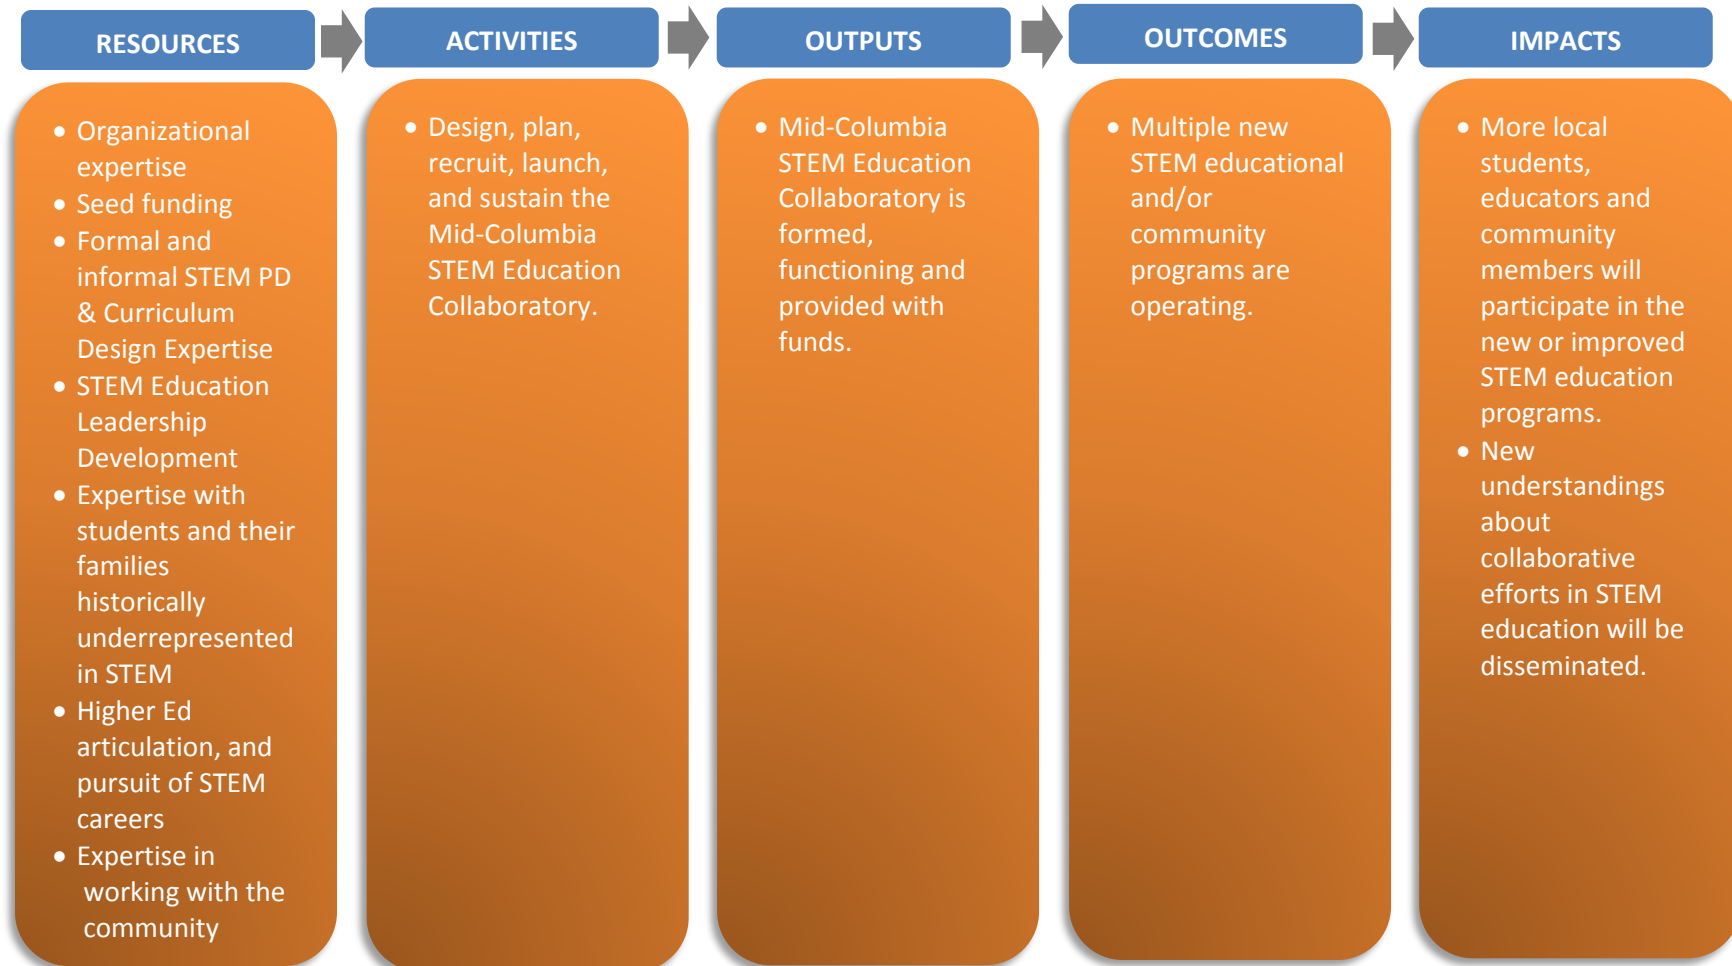 RESOURCES
ACTIVITIES
OUTPUTS
OUTCOMES
IMPACTS
• Organizational
expertise
• Seed funding
• Formal and
informal STEM PD
& Curriculum
Design Expertise
• STEM Education
Leadership
Development
• Expertise with
students and their
families
historically
underrepresented
in STEM
• Higher Ed
articulation, and
pursuit of STEM
careers
• Expertise in
working with the
community
• Design, plan,
recruit, launch,
and sustain the
Mid-Columbia
STEM Education
Collaboratory.
• Mid-Columbia
STEM Education
Collaboratory is
formed,
functioning and
provided with
funds.
• Multiple new
STEM educational
and/or
community
programs are
operating.
• More local
students,
educators and
community
members will
participate in the
new or improved
STEM education
programs.
• New
understandings
about
collaborative
efforts in STEM
education will be
disseminated.